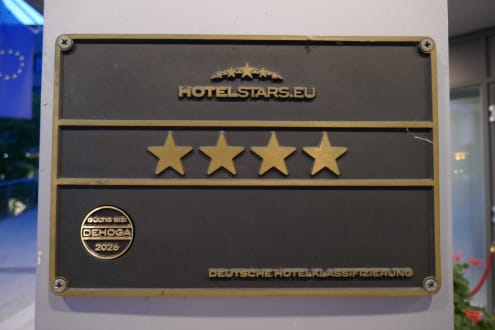 HOTELSTARS.EU
GÜLTIG BIS:
DEHOGA
2026
DEUTSCHE HOTELKLASSIFIZIERUNG